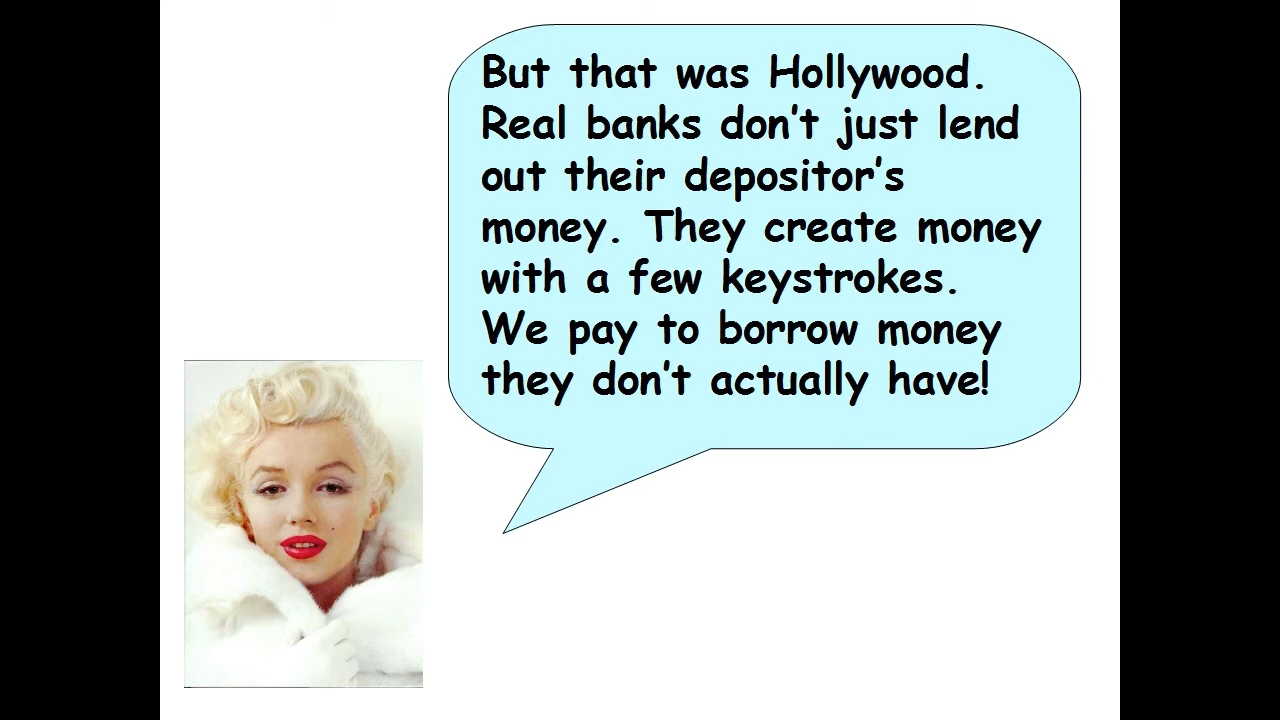 But that was Hollywood.
Real banks don't just lend
out their depositor's
money. They create money
with a few keystrokes.
We pay to borrow money
they don't actually have!